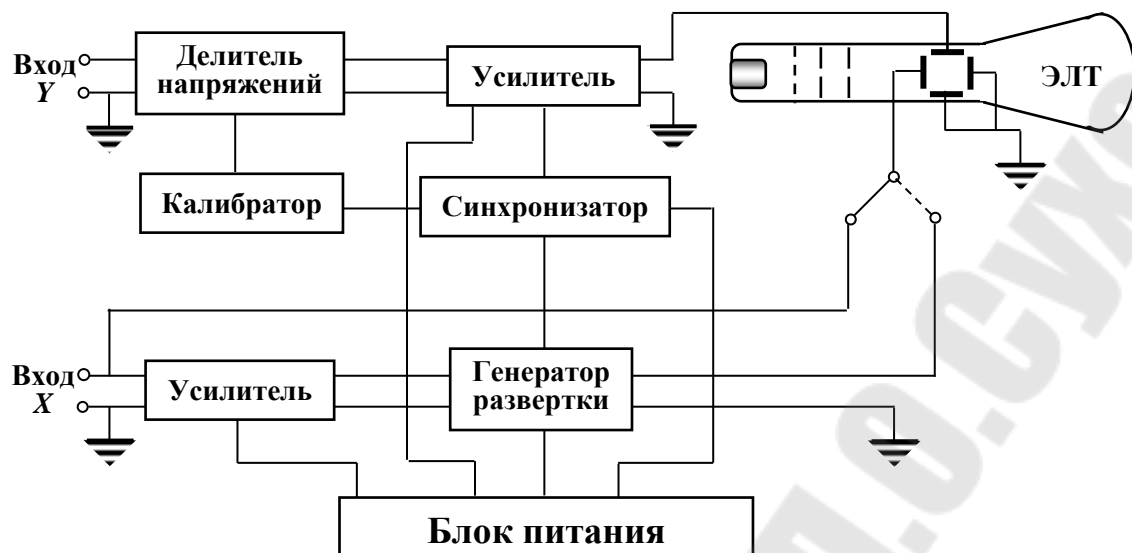 Вход
Y
Делитель
напряжений
Усилитель
ЭЛТ
Калибратор
Синхронизатор
Вход
X
Усилитель
Генератор
развертки
Блок питания